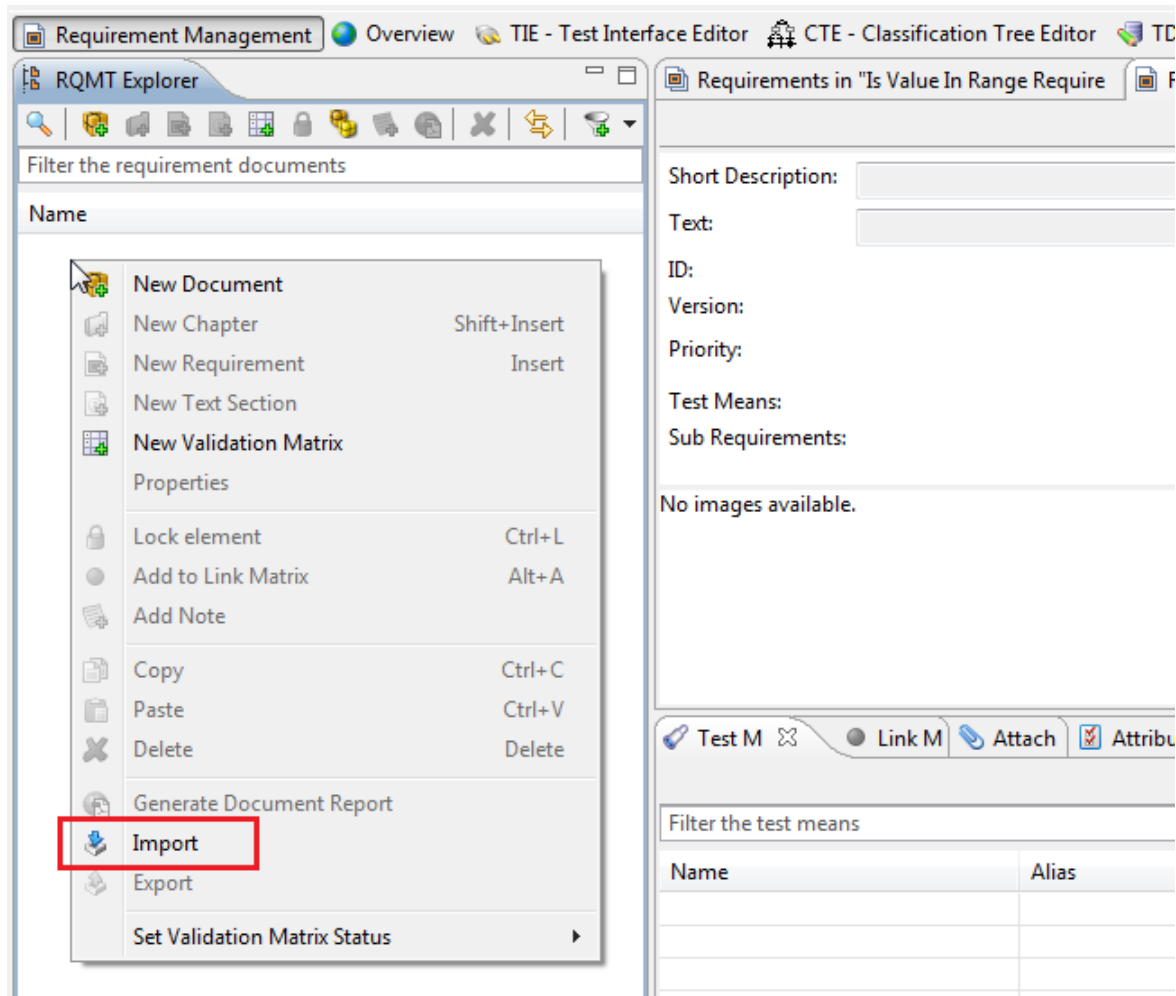 Requirement Management Overview TIE - Test Interface Editor CTE - Classification Tree Editor TD
RQMT Explorer
Requirements in "Is Value In Range Require
Filter the requirement documents
Name
New Document
New Chapter Shift+Insert
New Requirement Insert
New Text Section
New Validation Matrix
Properties
Lock element Ctrl+L
Add to Link Matrix Alt+A
Add Note
Copy Ctrl+C
Paste Ctrl+V
Delete Delete
Generate Document Report
Import
Export
Set Validation Matrix Status
Short Description:
Text:
ID:
Version:
Priority:
Test Means:
Sub Requirements:
No images available.
Test M Link M Attach Attribu
Filter the test means
Name Alias